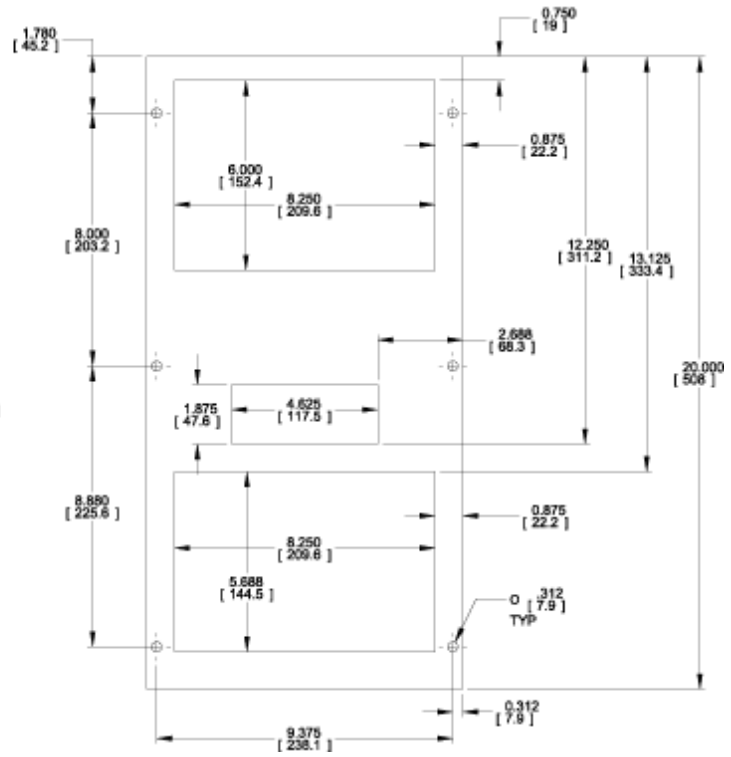 0.750
[ 19 ]
1.780
[ 45.2 ]
0.875
[ 22.2 ]
6.000
[ 152.4 ]
8.250
[ 209.6 ]
8.000
[ 203.2 ]
12.250
[ 311.2 ]
13.125
[ 333.4 ]
2.688
[ 68.3 ]
20.000
[ 508 ]
1.875
[ 47.6 ]
4.625
[ 117.5 ]
8.880
[ 225.6 ]
0.875
[ 22.2 ]
8.250
[ 209.6 ]
5.688
[ 144.5 ]
O .312
[ 7.9 ]
TYP
0.312
[ 7.9 ]
9.375
[ 238.1 ]